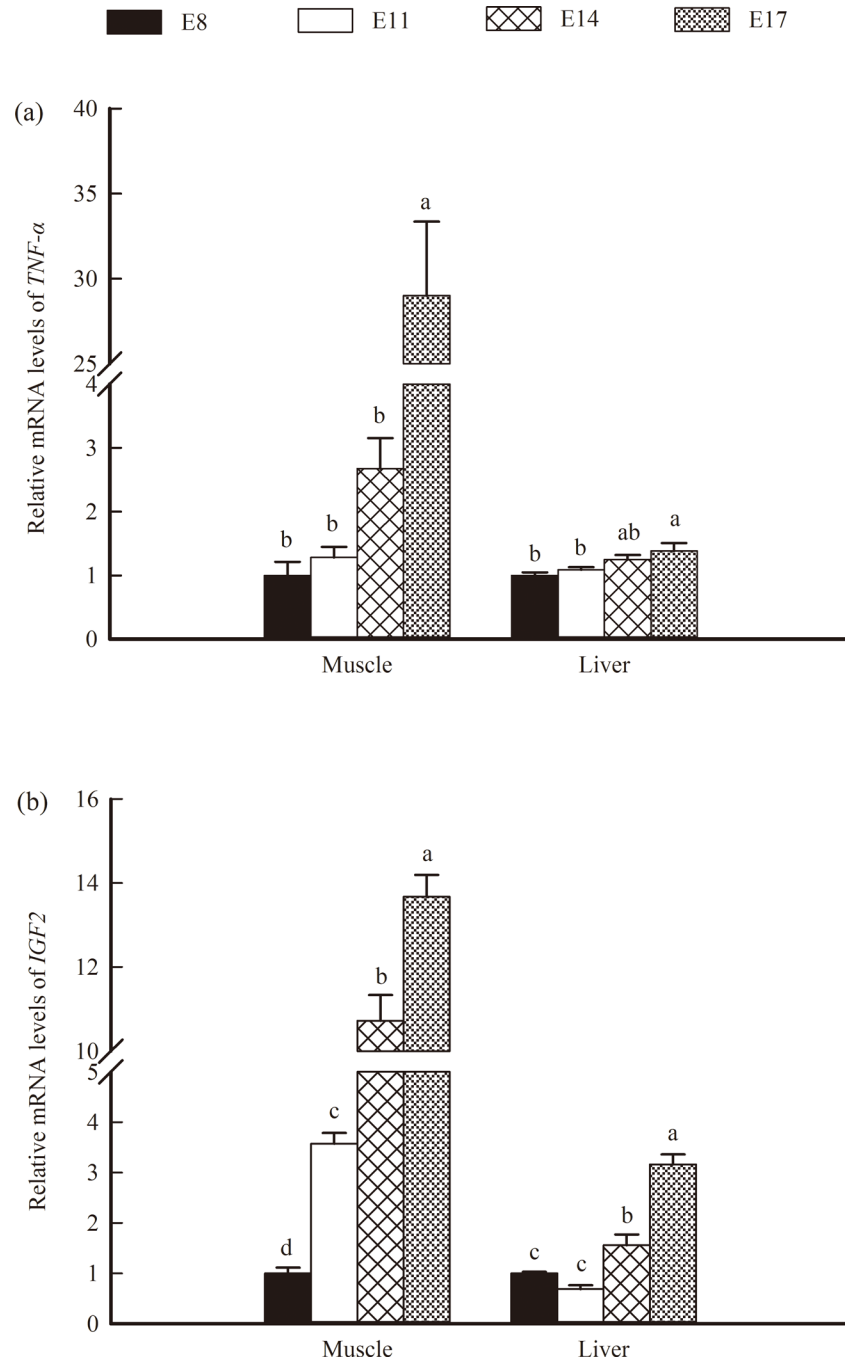 E8 E11 E14 E17
(a)
Relative mRNA levels of TNF-α
40
35
30
25
4
3
2
1
0
b b b a
b b ab a
Muscle Liver
(b)
Relative mRNA levels of IGF2
16
14
12
10
5
4
3
2
1
0
d c b a
c c b a
Muscle Liver